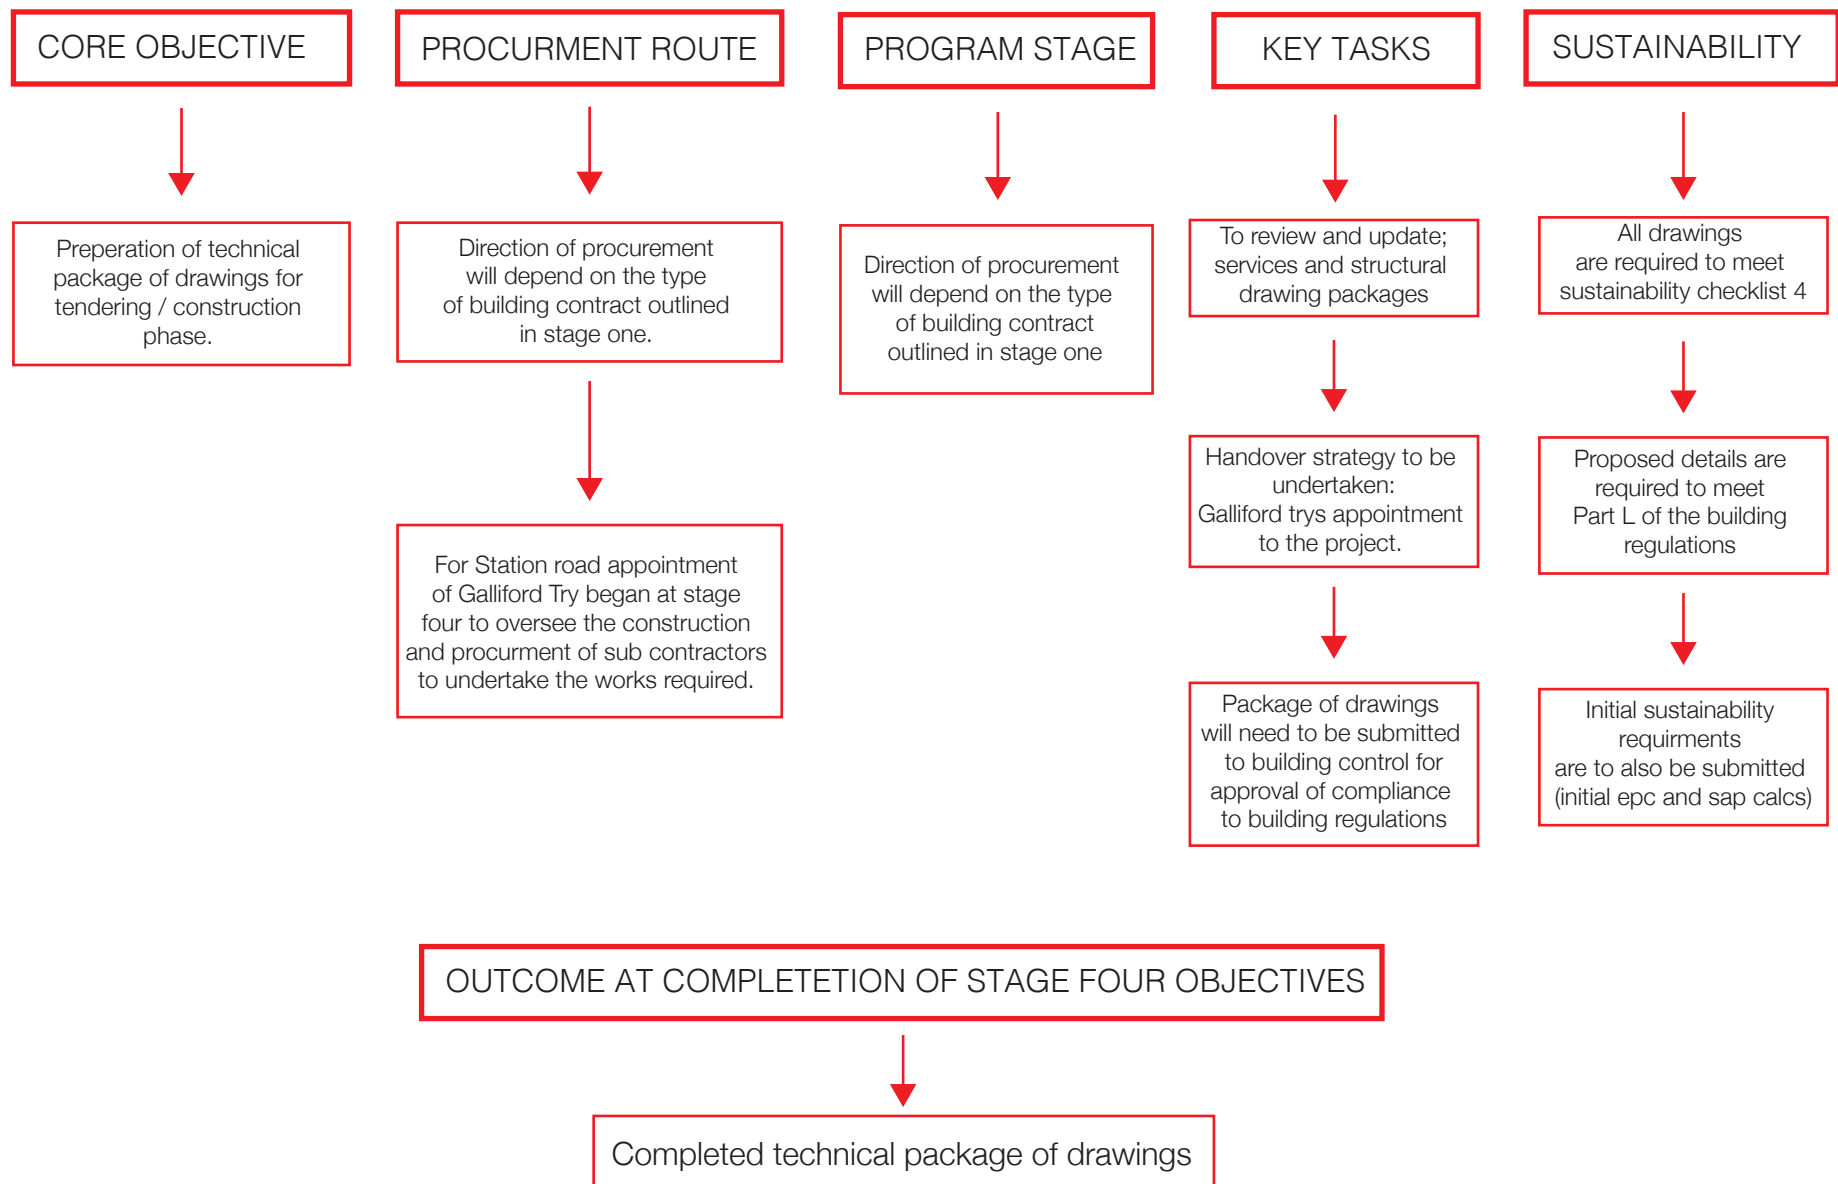 CORE OBJECTIVE
Preperation of technical
package of drawings for
tendering / construction
phase.
PROCURMENT ROUTE
Direction of procurement
will depend on the type
of building contract outlined
in stage one.
For Station road appointment
of Galliford Try began at stage
four to oversee the construction
and procurment of sub contractors
to undertake the works required.
PROGRAM STAGE
Direction of procurement
will depend on the type
of building contract
outlined in stage one
KEY TASKS
To review and update;
services and structural
drawing packages
Handover strategy to be
undertaken:
Galliford trys appointment
to the project.
Package of drawings
will need to be submitted
to building control for
approval of compliance
to building regulations
SUSTAINABILITY
All drawings
are required to meet
sustainability checklist 4
Proposed details are
required to meet
Part L of the building
regulations
Initial sustainability
requirments
are to also be submitted
(initial epc and sap calcs)
OUTCOME AT COMPLETETION OF STAGE FOUR OBJECTIVES
Completed technical package of drawings